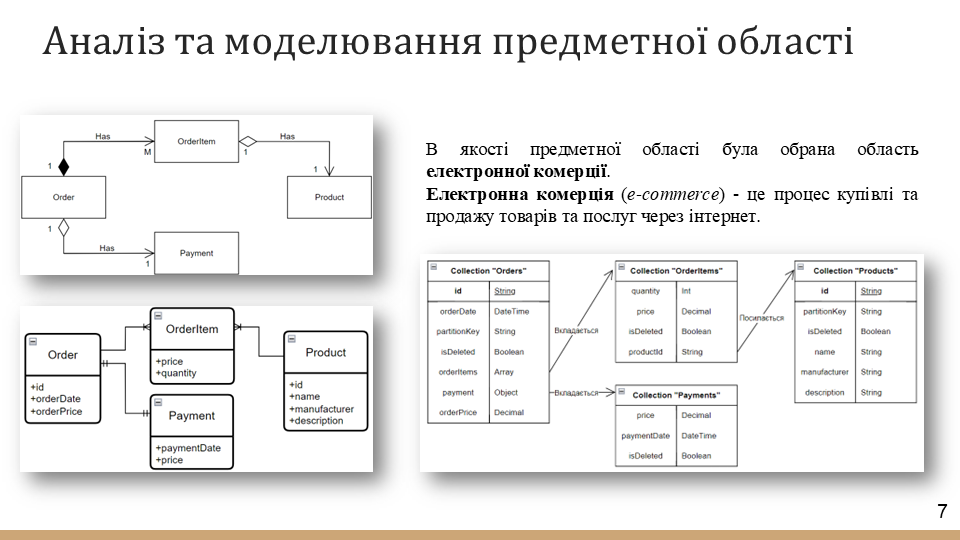 Аналіз та моделювання предметної області
Has
OrderItem
Has
1
M
1
1
Order
Product
1
Has
Payment
1
В якості предметної області була обрана область
електронної комерції.
Електронна комерція (e-commerce) - це процес купівлі та
продажу товарів та послуг через інтернет.
Order
+id
+orderDate
+orderPrice
OrderItem
+price
+quantity
Payment
+paymentDate
+price
Product
+id
+name
+manufacturer
+description
Collection "Orders"
id String
orderDate DateTime
partitionKey String
isDeleted Boolean
orderItems Array
payment Object
orderPrice Decimal
Вкладається
Вкладається
Collection "OrderItems"
quantity Int
price Decimal
isDeleted Boolean
productId String
Посилається
Collection "Payments"
price Decimal
paymentDate DateTime
isDeleted Boolean
Collection "Products"
id String
partitionKey String
isDeleted Boolean
name String
manufacturer String
description String
7